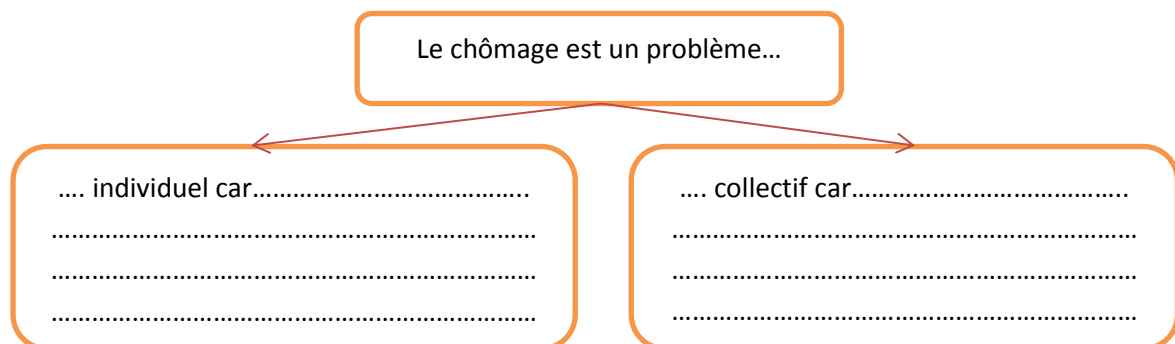 Le chômage est un problème…
…. individuel car…………………………………..
………………………………………………………………
………………………………………………………………
………………………………………………………………
…. collectif car…………………………………..
……………………………………………………………
……………………………………………………………
……………………………………………………………